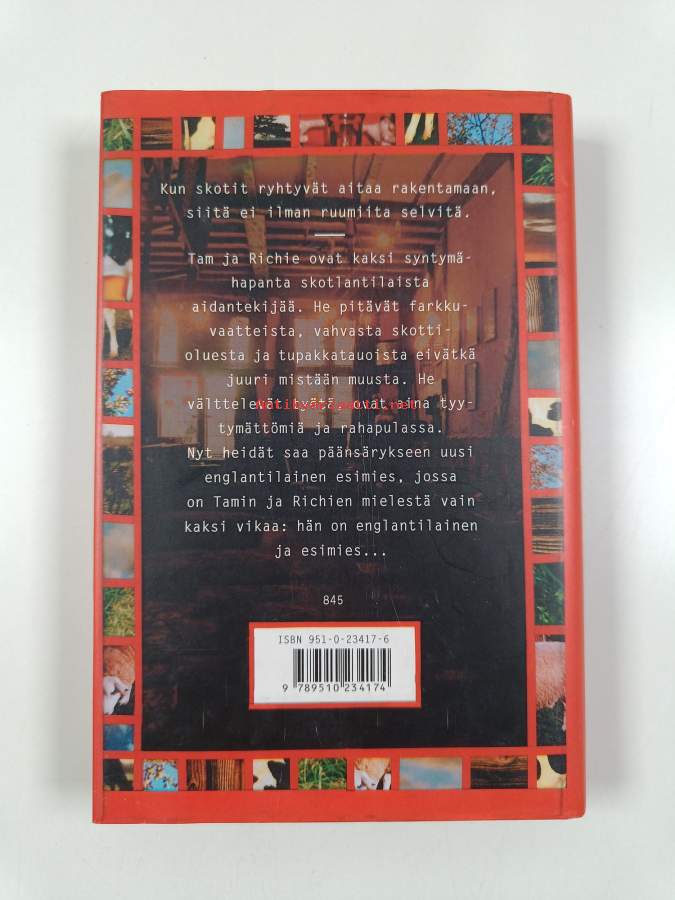 Kun skotit ryhtyvät aitaa rakentamaan,
siitä ei ilman ruumiita selvitä.
Tam ja Richie ovat kaksi syntymä-
hapanta skotlantilaista
aidantekijää. He pitävät farkku-
vaatteista, vahvasta skotti-
oluesta ja tupakkatauoista eivätkä
juuri mistään muusta. He
välttelevät työtä, ovat aina tyy-
tymättömiä ja rahapulassa.
Nyt heidät saa päänsärykseen uusi
englantilainen esimies, jossa
on Tamin ja Richien mielestä vain
kaksi vikaa: hän on englantilainen
ja esimies...
845
ISBN 951-0-23417-6
9 789510 234174